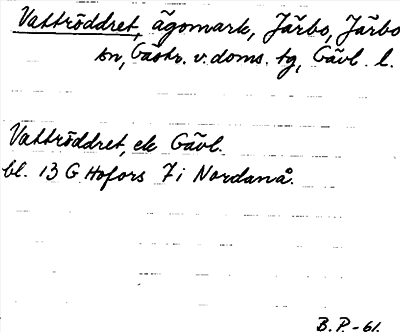 Vattröddret, ägomark, Järbo, Järbo
sn, Gästr. v. doms. tg, Gävl. l.
Vattröddret, ek Gävl.
bl. 13 G Hofors 7 i Nordanå.
B.P.-61.